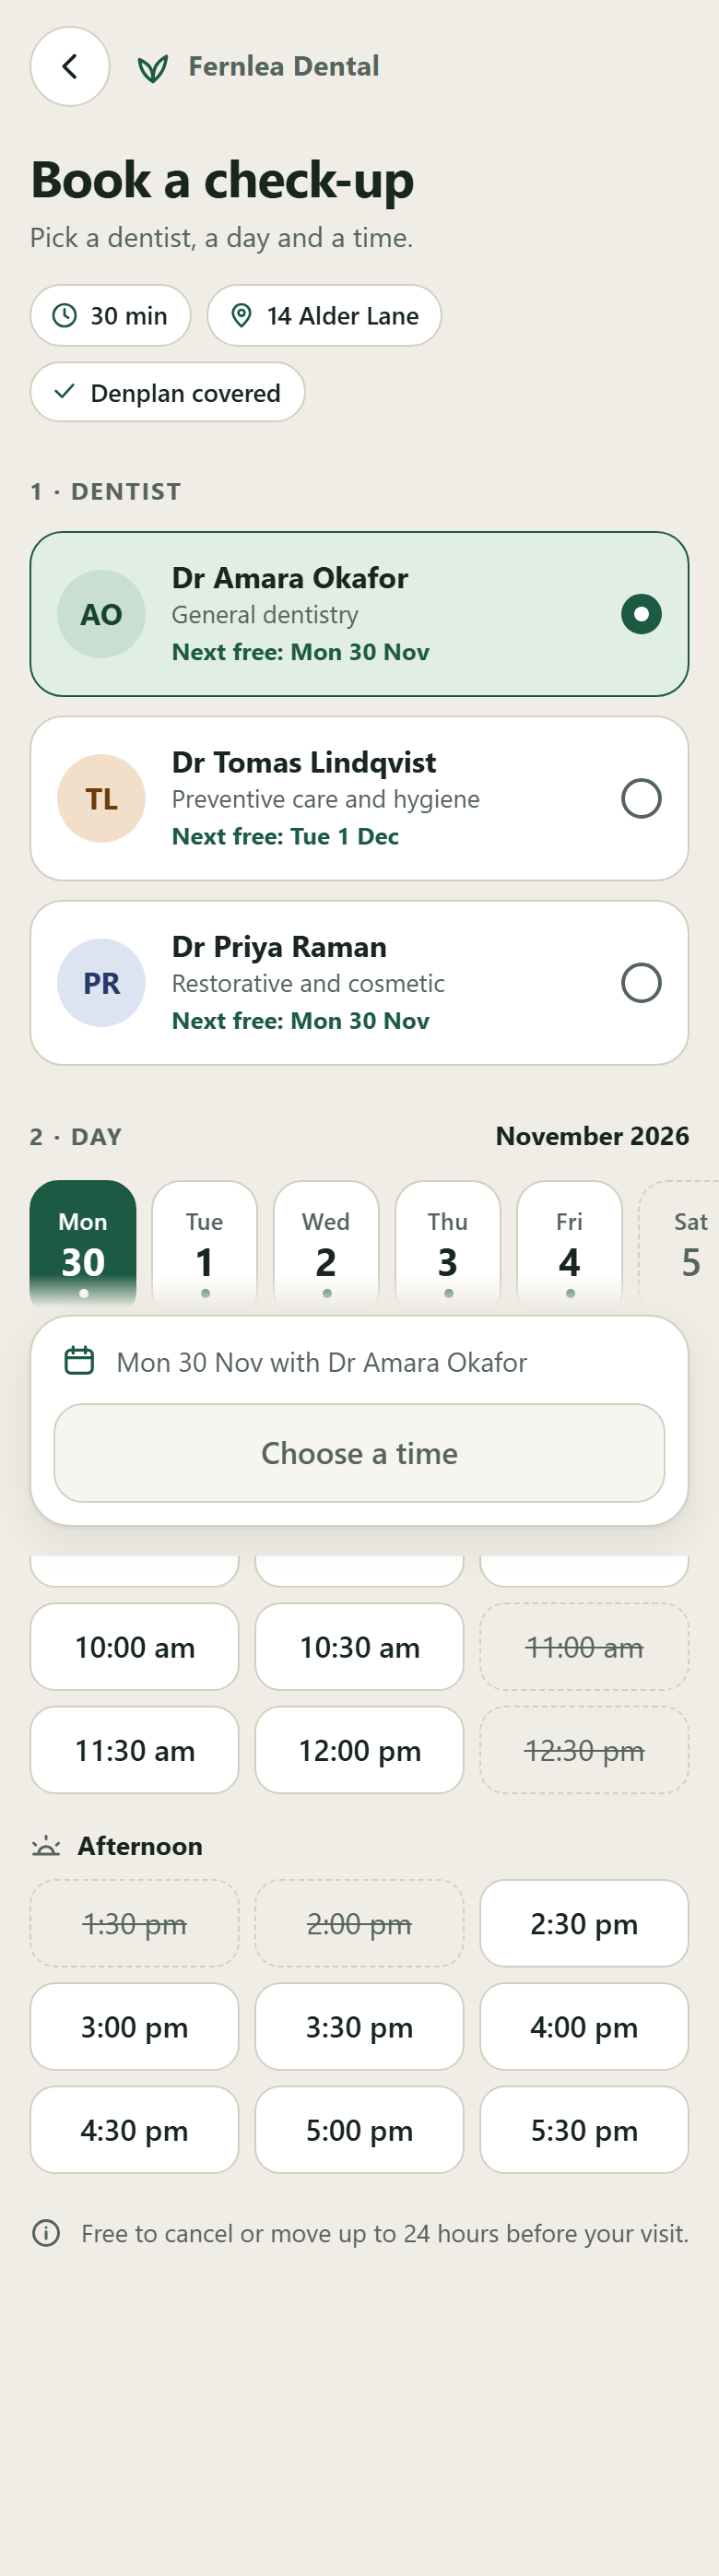 Fernlea Dental
Book a check-up
Pick a dentist, a day and a time.
30 min
14 Alder Lane
Denplan covered
1 · DENTIST
AO
Dr Amara Okafor
General dentistry
Next free: Mon 30 Nov
TL
Dr Tomas Lindqvist
Preventive care and hygiene
Next free: Tue 1 Dec
PR
Dr Priya Raman
Restorative and cosmetic
Next free: Mon 30 Nov
2 · DAY
November 2026
Mon Tue Wed Thu Fri Sat
30 1 2 3 4 5
Mon 30 Nov with Dr Amara Okafor
Choose a time
10:00 am 10:30 am 11:00 am
11:30 am 12:00 pm 12:30 pm
Afternoon
1:30 pm 2:00 pm 2:30 pm
3:00 pm 3:30 pm 4:00 pm
4:30 pm 5:00 pm 5:30 pm
Free to cancel or move up to 24 hours before your visit.